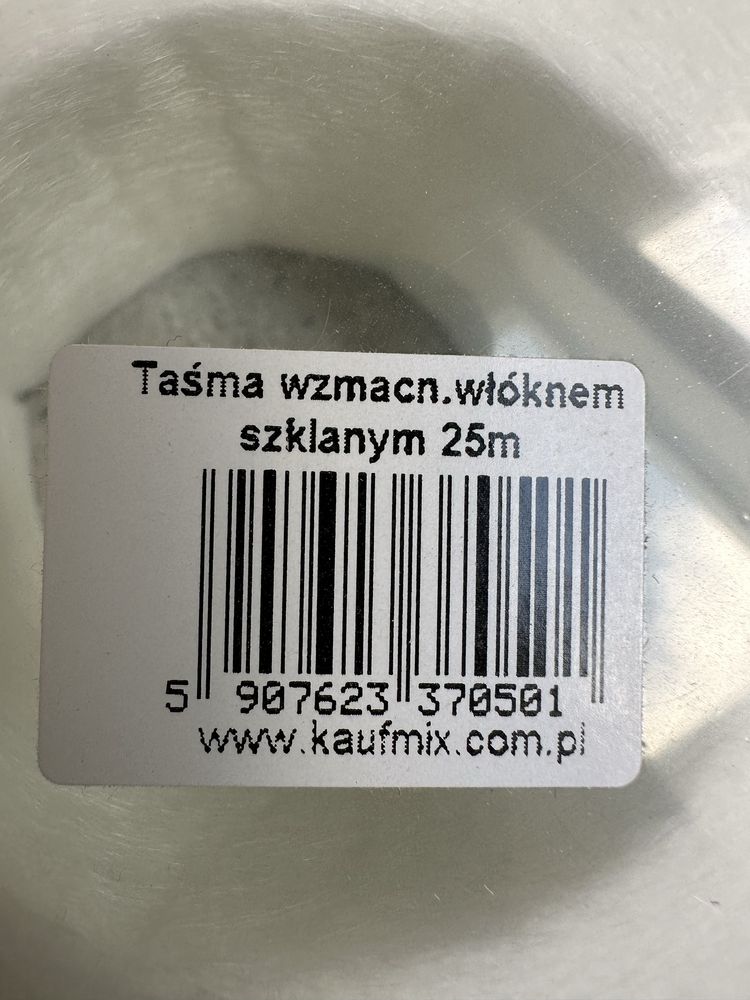 Taśma wzmacn.włóknem
szklanym 25m
5 907623 370501
www.kaufmix.com.pl